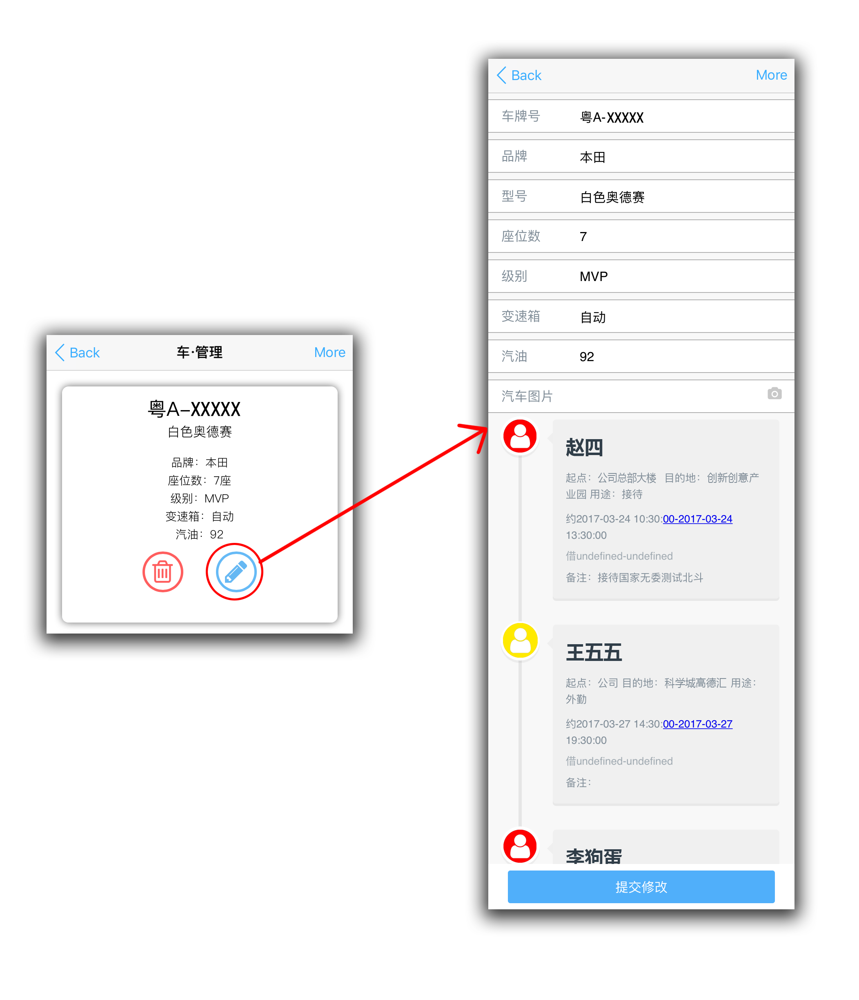 Back 车·管理 More
粤A-XXXXX
白色奥德赛
品牌：本田
座位数：7座
级别：MVP
变速箱：自动
汽油：92
Back More
车牌号 粤A-XXXXX
品牌 本田
型号 白色奥德赛
座位数 7
级别 MVP
变速箱 自动
汽油 92
汽车图片
赵四
起点：公司总部大楼 目的地：创新创意产
业园 用途：接待
约2017-03-24 10:30:00-2017-03-24
13:30:00
借undefined-undefined
备注：接待国家无委测试北斗
王五五
起点：公司 目的地：科学城高德汇 用途：
外勤
约2017-03-27 14:30:00-2017-03-27
19:30:00
借undefined-undefined
备注：
李狗蛋
提交修改